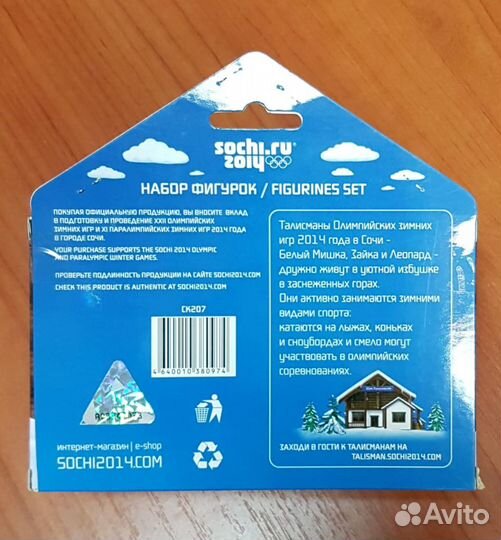 sochi.ru
2014
НАБОР ФИГУРОК / FIGURINES SET
ПОКУПАЯ ОФИЦИАЛЬНУЮ ПРОДУКЦИЮ, ВЫ ВНОСИТЕ ВКЛАД
В ПОДГОТОВКУ И ПРОВЕДЕНИЕ XXII ОЛИМПИЙСКИХ
ЗИМНИХ ИГР И XI ПАРАЛИМПИЙСКИХ ЗИМНИХ ИГР 2014 ГОДА
В ГОРОДЕ СОЧИ.
YOUR PURCHASE SUPPORTS THE SOCHI 2014 OLYMPIC
AND PARALYMPIC WINTER GAMES.
ПРОВЕРЬТЕ ПОДЛИННОСТЬ ПРОДУКЦИИ НА САЙТЕ SOCHI2014.COM
CHECK THIS PRODUCT IS AUTHENTIC AT SOCHI2014.COM
CK207
4640010380974
интернет-магазин | e-shop
SOCHI2014.COM
Талисманы Олимпийских зимних
игр 2014 года в Сочи -
Белый Мишка, Зайка и Леопард -
дружно живут в уютной избушке
в заснеженных горах.
Они активно занимаются зимними
видами спорта:
катаются на лыжах, коньках
и сноубордах и смело могут
участвовать в олимпийских
соревнованиях.
ЗАХОДИ В ГОСТИ К ТАЛИСМАНАМ НА
TALISMAN.SOCHI2014.COM
Avito